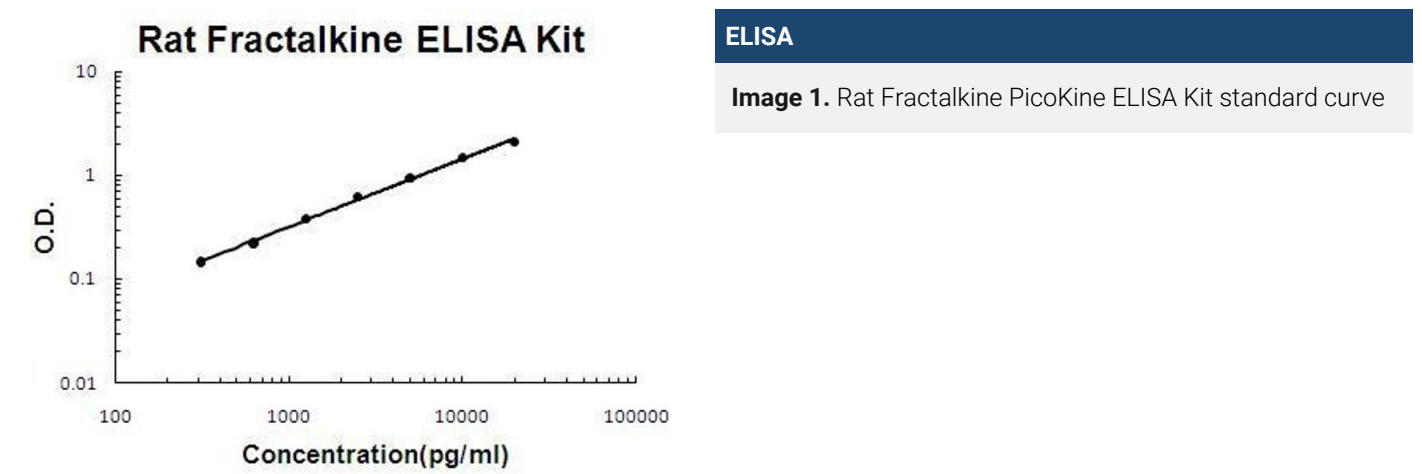 Rat Fractalkine ELISA Kit
10
1
0.1
0.01
O.D.
100 1000 10000 100000
Concentration(pg/ml)
ELISA
Image 1. Rat Fractalkine PicoKine ELISA Kit standard curve